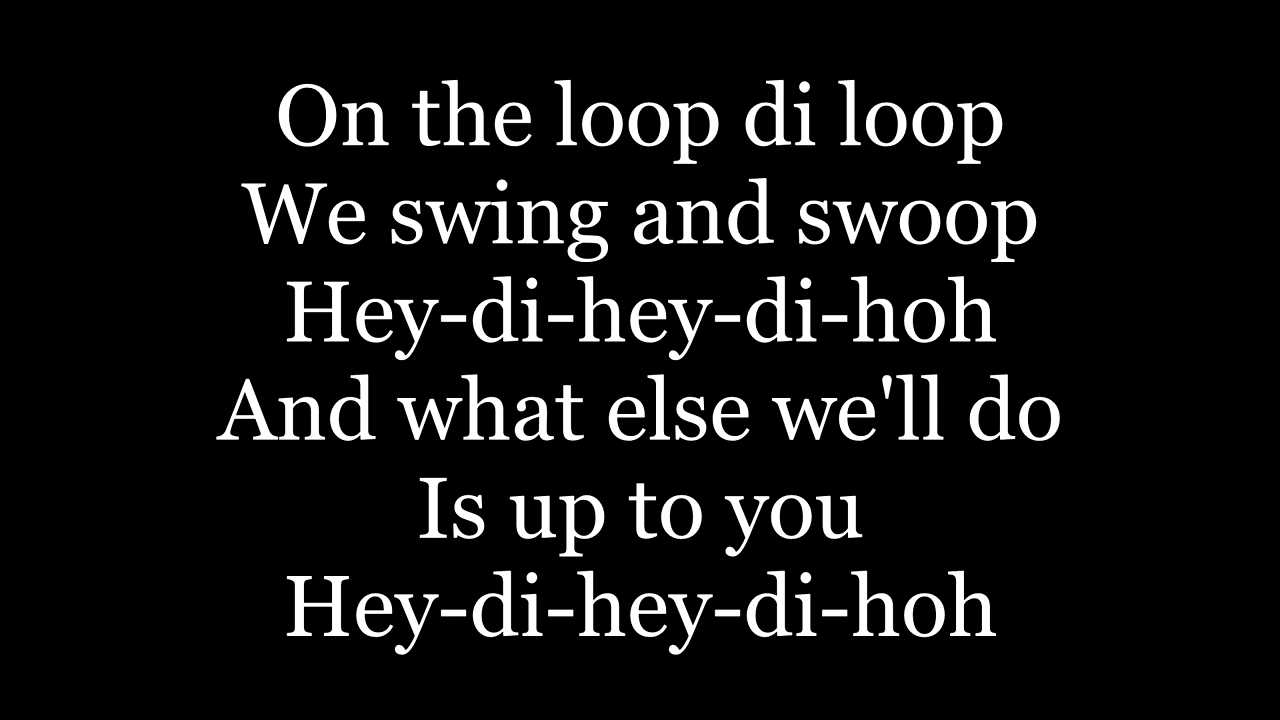 On the loop di loop
We swing and swoop
Hey-di-hey-di-hoh
And what else we'll do
Is up to you
Hey-di-hey-di-hoh